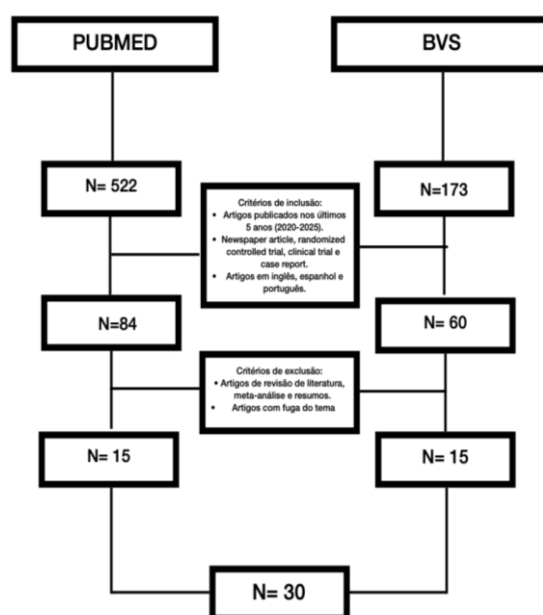 PUBMED
BVS
N= 522
N=173
Critérios de inclusão:
• Artigos publicados nos últimos
5 anos (2020-2025).
• Newspaper article, randomized
controlled trial, clinical trial e
case report.
• Artigos em inglês, espanhol e
português.
N=84
N= 60
Critérios de exclusão:
• Artigos de revisão de literatura,
meta-análise e resumos.
• Artigos com fuga do tema
N= 15
N= 15
N= 30